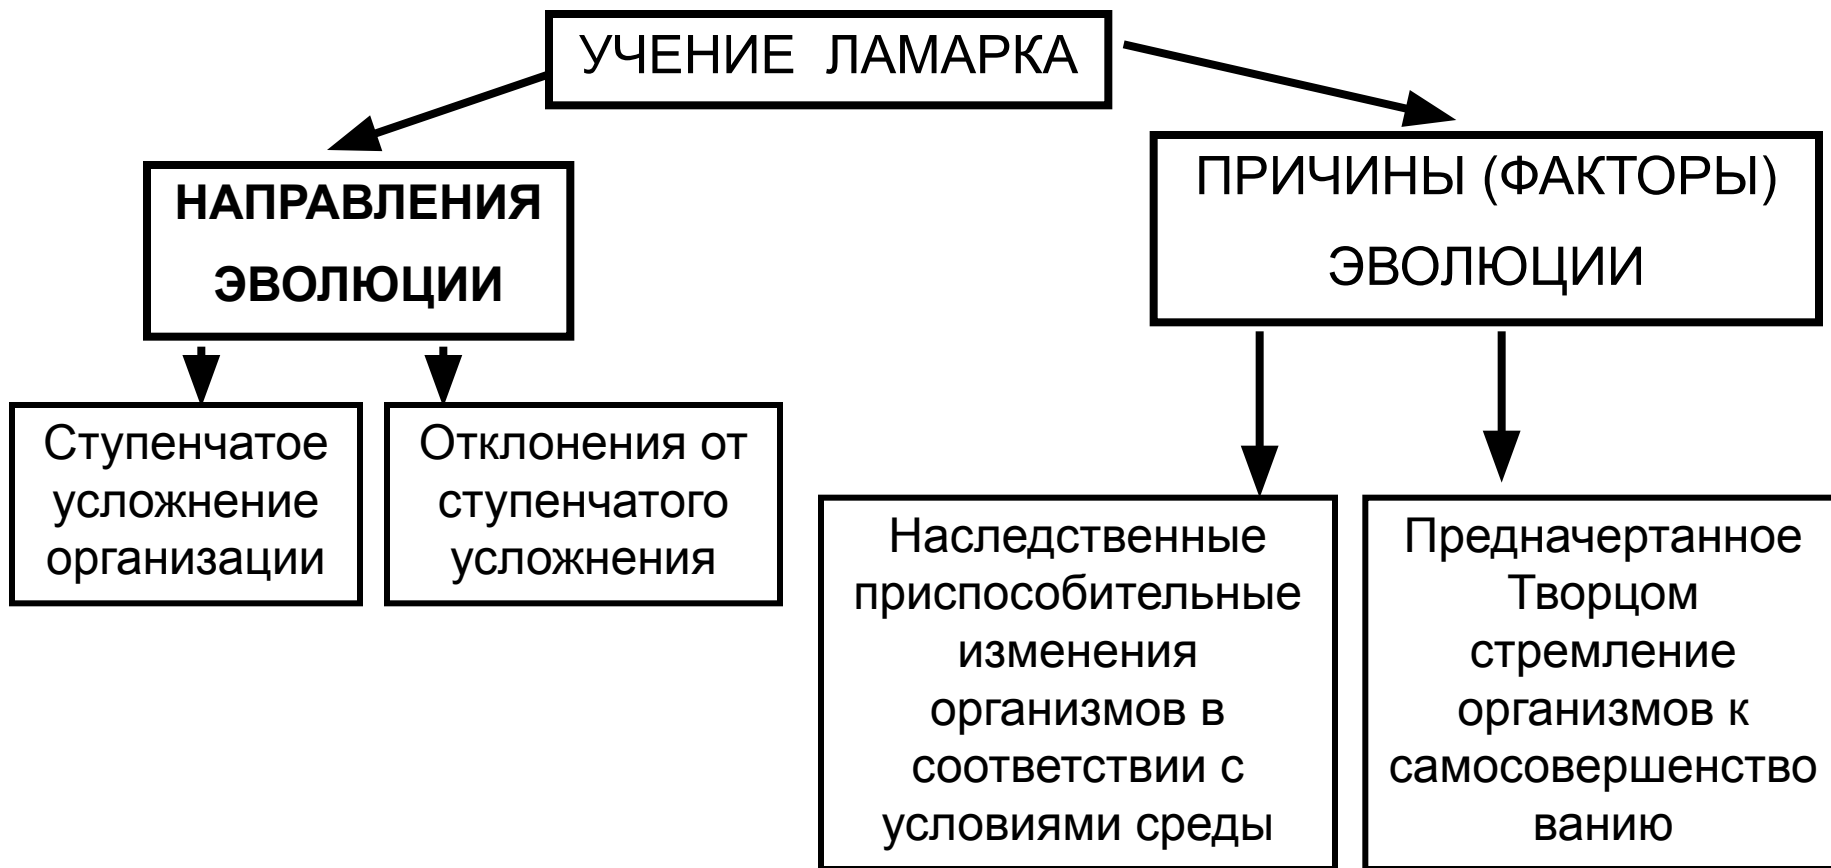 УЧЕНИЕ ЛАМАРКА
НАПРАВЛЕНИЯ
ЭВОЛЮЦИИ
ПРИЧИНЫ (ФАКТОРЫ)
ЭВОЛЮЦИИ
Ступенчатое
усложнение
организации
Отклонения от
ступенчатого
усложнения
Наследственные
приспособительные
изменения
организмов в
соответствии с
условиями среды
Предначертанное
Творцом
стремление
организмов к
самосовершенство
ванию